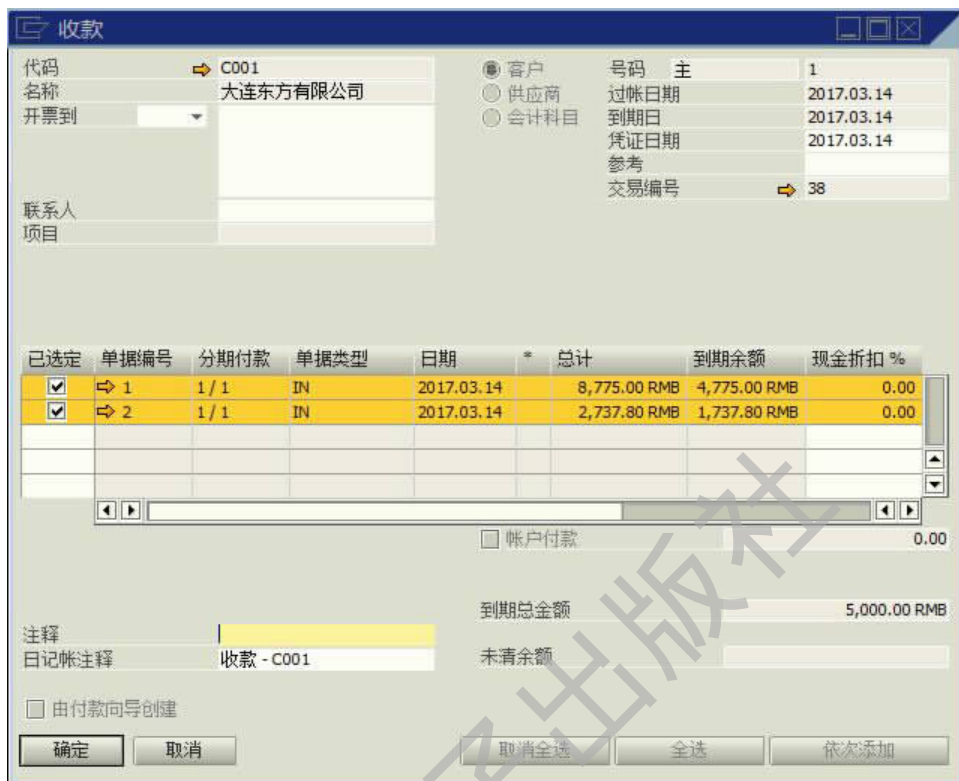 收款
代码 C001 客户 号码 主 1
名称 大连东方有限公司 供应商 过帐日期 2017.03.14
开票到 会计科目 到期日 2017.03.14
凭证日期 2017.03.14
参考
交易编号 38
联系人
项目
已选定 单据编号 分期付款 单据类型 日期 * 总计 到期余额 现金折扣 %
1 1 / 1 IN 2017.03.14 8,775.00 RMB 4,775.00 RMB 0.00
2 1 / 1 IN 2017.03.14 2,737.80 RMB 1,737.80 RMB 0.00
帐户付款 0.00
到期总金额 5,000.00 RMB
注释
日记帐注释 收款 - C001 未清余额
由付款向导创建
确定 取消 取消全选 全选 依次添加
子出版社